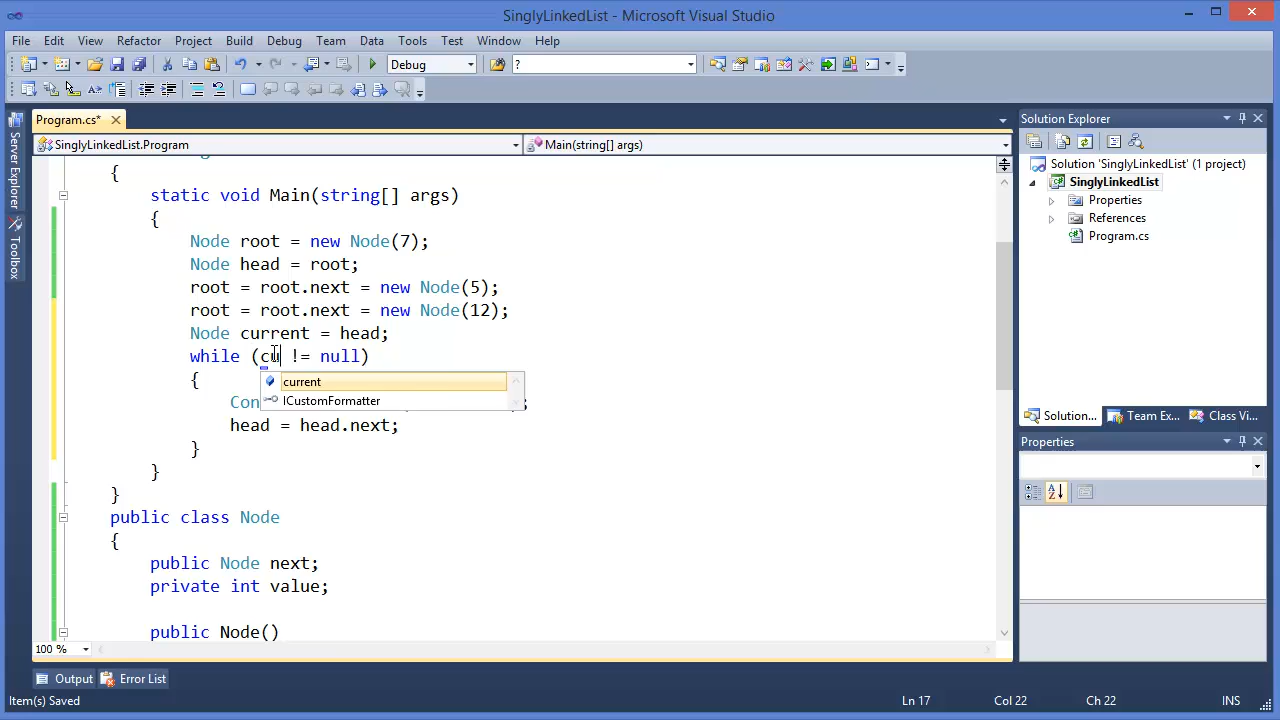 SinglyLinkedList - Microsoft Visual Studio
File Edit View Refactor Project Build Debug Team Data Tools Test Window Help
Debug ?
Program.cs*
SinglyLinkedList.Program Main(string[] args)
{
static void Main(string[] args)
{
Node root = new Node(7);
Node head = root;
root = root.next = new Node(5);
root = root.next = new Node(12);
Node current = head;
while (cu != null)
{
current
Con
ICustomFormatter
head = head.next;
}
}
}
public class Node
{
public Node next;
private int value;
public Node()
100 %
Server Explorer
Toolbox
Solution Explorer
Solution 'SinglyLinkedList' (1 project)
SinglyLinkedList
Properties
References
Program.cs
Solution... Team Ex... Class Vi...
Properties
Output Error List
Item(s) Saved Ln 17 Col 22 Ch 22 INS